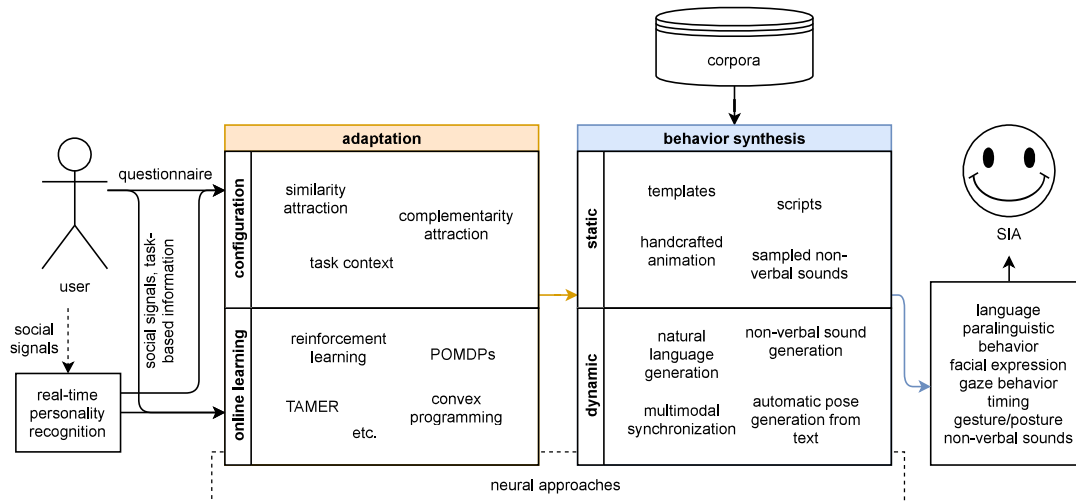 corpora
adaptation
behavior synthesis
questionnaire
user
social
signals
real-time
personality
recognition
social signals, task-
based information
configuration
similarity
attraction
complementarity
attraction
task context
online learning
reinforcement
learning
POMDPs
TAMER
convex
programming
etc.
static
templates
scripts
handcrafted
animation
sampled non-
verbal sounds
dynamic
natural
language
generation
non-verbal sound
generation
multimodal
synchronization
automatic pose
generation from
text
neural approaches
SIA
language
paralinguistic
behavior
facial expression
gaze behavior
timing
gesture/posture
non-verbal sounds